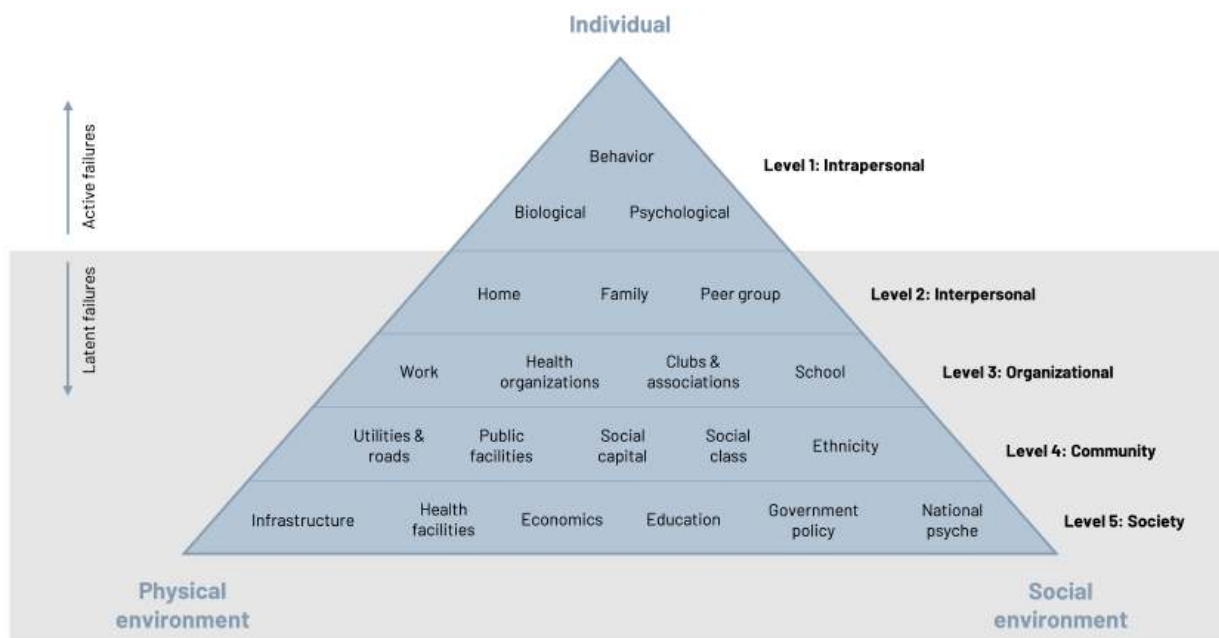 Individual
Active failures
Behavior
Level 1: Intrapersonal
Biological Psychological
Latent failures
Home Family Peer group
Level 2: Interpersonal
Work
Health
organizations
Clubs &
associations
School
Level 3: Organizational
Utilities &
roads
Public
facilities
Social
capital
Social
class
Ethnicity
Level 4: Community
Infrastructure
Health
facilities
Economics
Education
Government
policy
National
psyche
Level 5: Society
Physical
environment
Social
environment